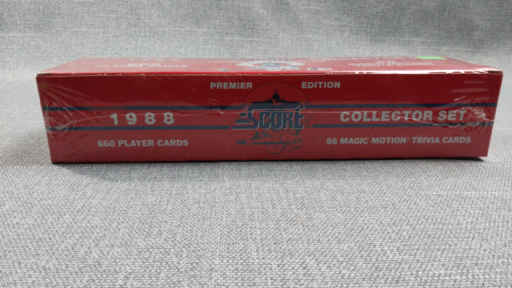 PREMIER EDITION
1988 SCORE COLLECTOR SET
660 PLAYER CARDS
56 MAGIC MOTION TRIVIA CARDS